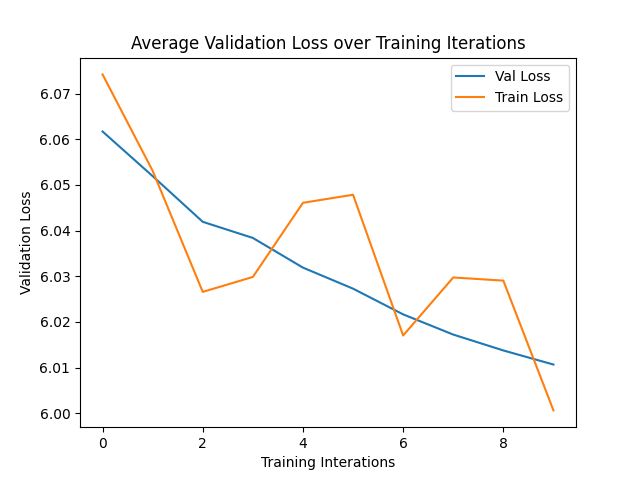 Average Validation Loss over Training Iterations
Val Loss
Train Loss
6.07
6.06
6.05
6.04
6.03
6.02
6.01
6.00
Validation Loss
0 2 4 6 8
Training Interations